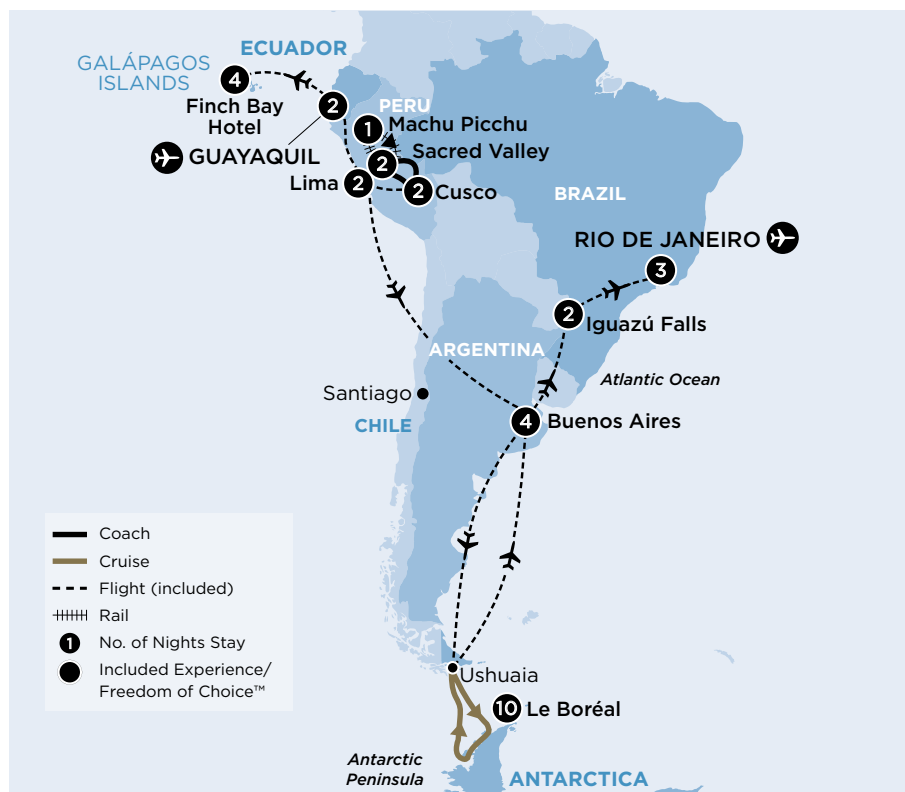 ECUADOR
GALÁPAGOS
ISLANDS
4
Finch Bay
Hotel
2
PERU
1
Machu Picchu
GUAYAQUIL
2
Sacred Valley
Lima
2
2
Cusco
BRAZIL
RIO DE JANEIRO
3
2
Iguazú Falls
ARGENTINA
Atlantic Ocean
Santiago
CHILE
4
Buenos Aires
Coach
Cruise
Flight (included)
Rail
1
No. of Nights Stay
Included Experience/
Freedom of Choice™
Ushuaia
10
Le Boréal
Antarctic
Peninsula
ANTARCTICA